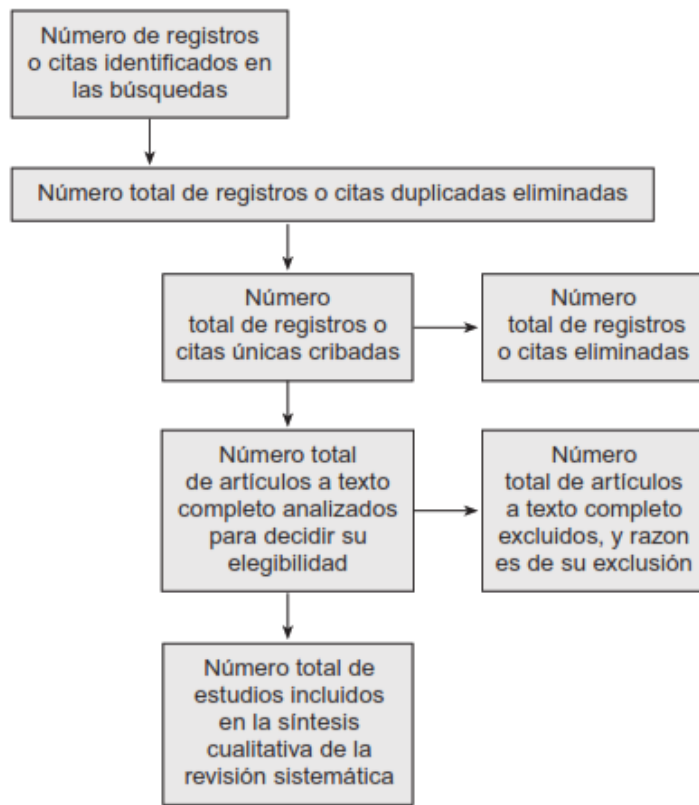 Número de registros
o citas identificados en
las búsquedas
Número total de registros o citas duplicadas eliminadas
Número
total de registros o
citas únicas cribadas
Número
total de registros
o citas eliminadas
Número total
de artículos a texto
completo analizados
para decidir su
elegibilidad
Número
total de artículos
a texto completo
excluidos, y razon
es de su exclusión
Número total de
estudios incluidos
en la síntesis
cualitativa de la
revisión sistemática